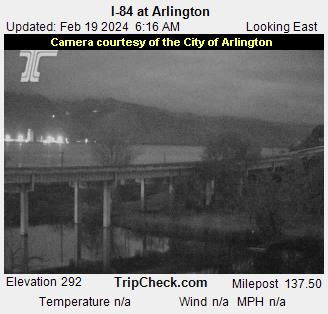 I-84 at Arlington
Updated: Feb 19 2024 6:16 AM Looking East
Camera courtesy of the City of Arlington
Elevation 292 TripCheck.com Milepost 137.50
Temperature n/a Wind n/a MPH n/a